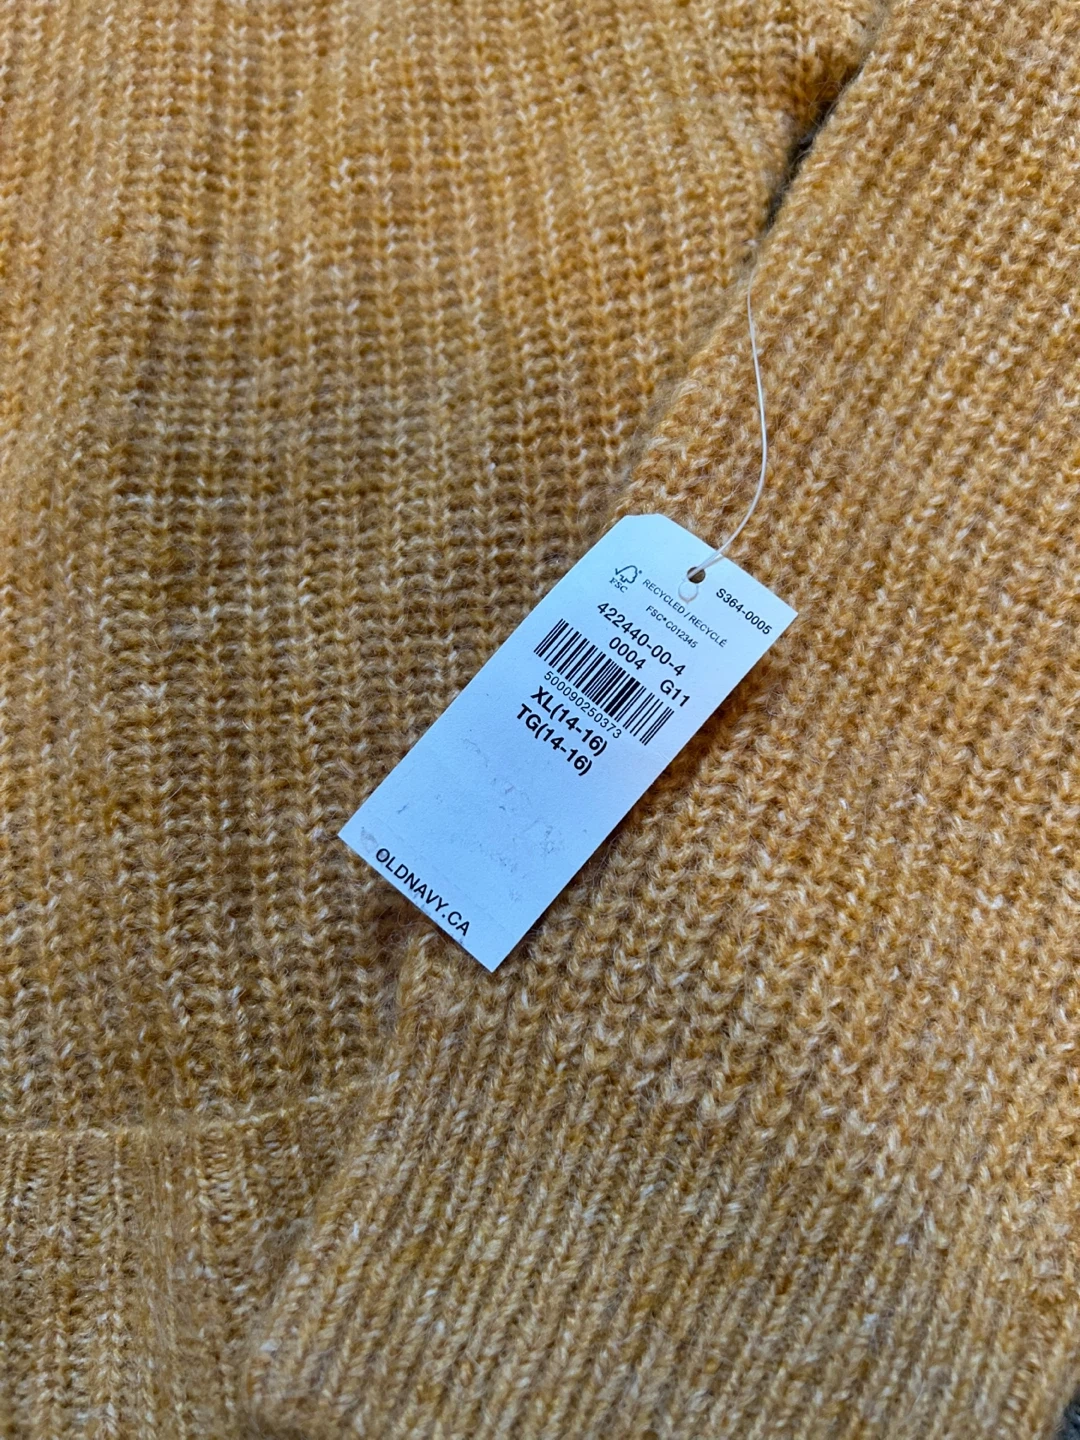 S364-0005
FSC®
RECYCLED / RECYCLÉ
FSC® C012345
422440-00-4
0004 G11
500090250373
XL(14-16)
TG(14-16)
OLDNAVY.CA